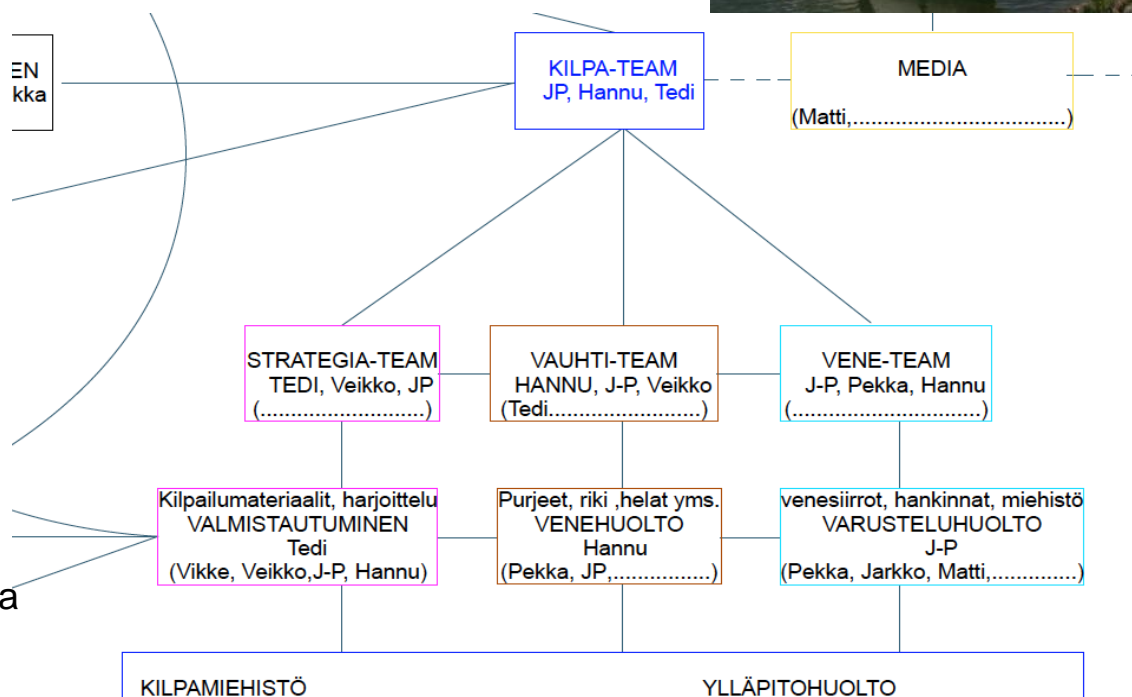 EN
kka
KILPA-TEAM
JP, Hannu, Tedi
MEDIA
(Matti,..................................)
STRATEGIA-TEAM
TEDI, Veikko, JP
(...........................)
VAUHTI-TEAM
HANNU, J-P, Veikko
(Tedi.........................)
VENE-TEAM
J-P, Pekka, Hannu
(...............................)
Kilpailumateriaalit, harjoittelu
VALMISTAUTUMINEN
Tedi
(Vikke, Veikko,J-P, Hannu)
Purjeet, riki ,helat yms.
VENEHUOLTO
Hannu
(Pekka, JP,................)
venesiirrot, hankinnat, miehistö
VARUSTELUHUOLTO
J-P
(Pekka, Jarkko, Matti,..............)
a
KILPAMIEHISTÖ
YLLÄPITOHUOLTO